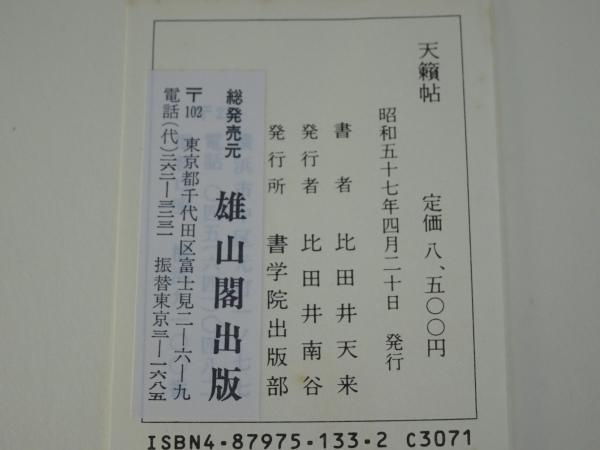 天籟帖　定価 八、五〇〇円
昭和五十七年四月二十日　発行
書者　比田井天来
発行者　比田井南谷
発行所　書学院出版部
総発売元　雄山閣出版
〒102　東京都千代田区富士見二―六―九
電話（代）二六二―三二三一　振替東京三―一六八五
ISBN4-87975-133-2 C3071